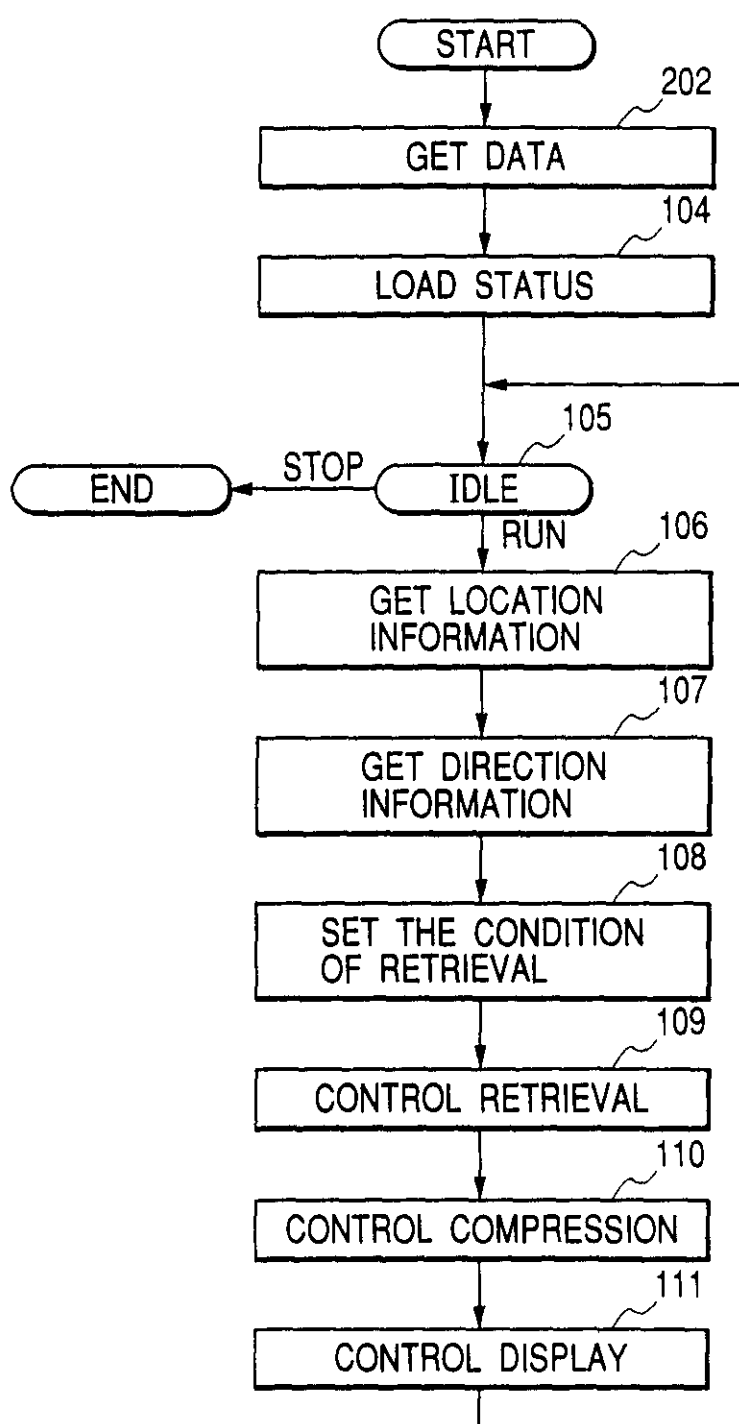 START
202
GET DATA
104
LOAD STATUS
105
END
STOP
IDLE
RUN
106
GET LOCATION
INFORMATION
107
GET DIRECTION
INFORMATION
108
SET THE CONDITION
OF RETRIEVAL
109
CONTROL RETRIEVAL
110
CONTROL COMPRESSION
111
CONTROL DISPLAY